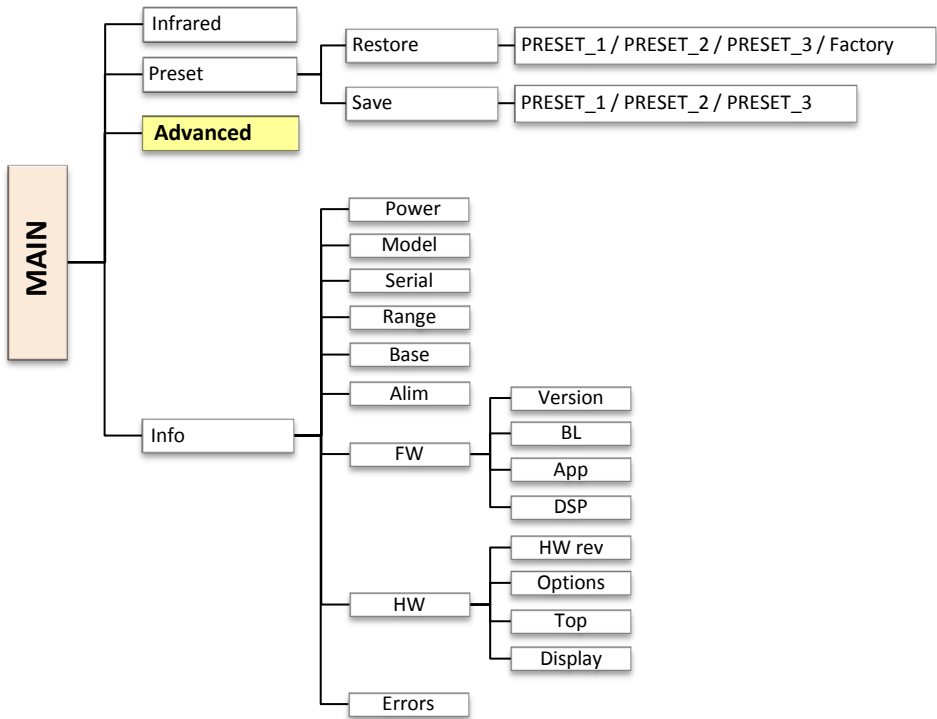 MAIN
Infrared
Preset
Restore
PRESET_1 / PRESET_2 / PRESET_3 / Factory
Save
PRESET_1 / PRESET_2 / PRESET_3
Advanced
Info
Power
Model
Serial
Range
Base
Alim
FW
Version
BL
App
DSP
HW
HW rev
Options
Top
Display
Errors